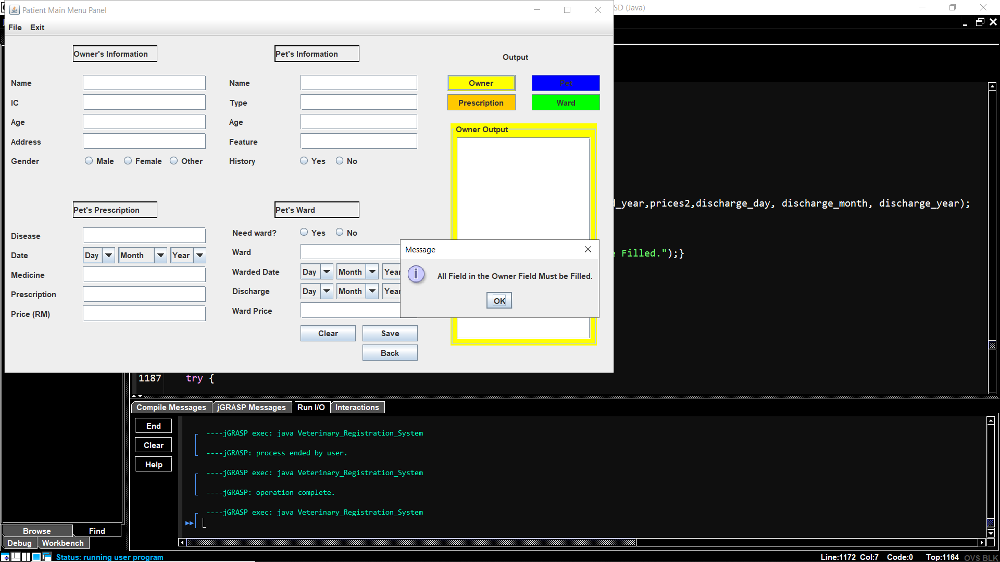 Patient Main Menu Panel
SD (Java)
File Exit
Owner's Information
Pet's Information
Output
Name
Name
Owner
Pet
IC
Type
Prescription
Ward
Age
Age
Owner Output
Address
Feature
Gender
Male Female Other
History
Yes No
d_year,prices2,discharge_day, discharge_month, discharge_year);
Pet's Prescription
Pet's Ward
Need ward?
Yes No
Disease
Message
Ward
Date
Day Month Year
Filled.");}
Warded Date
Day Month Year
Medicine
All Field in the Owner Field Must be Filled.
Discharge
Day Month Year
Prescription
OK
Ward Price
Price (RM)
Clear Save
Back
1187 try {
Compile Messages jGRASP Messages Run I/O Interactions
End
Clear
Help
----jGRASP exec: java Veterinary_Registration_System
----jGRASP: process ended by user.
----jGRASP exec: java Veterinary_Registration_System
----jGRASP: operation complete.
----jGRASP exec: java Veterinary_Registration_System
Browse Find
Debug Workbench
Status: running user program
Line:1172 Col:7 Code:0 Top:1164 OVS BLK